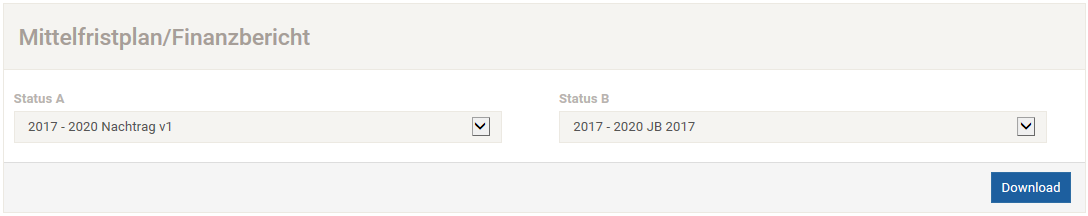 Mittelfristplan/Finanzbericht
Status A
Status B
2017 - 2020 Nachtrag v1
2017 - 2020 JB 2017
Download